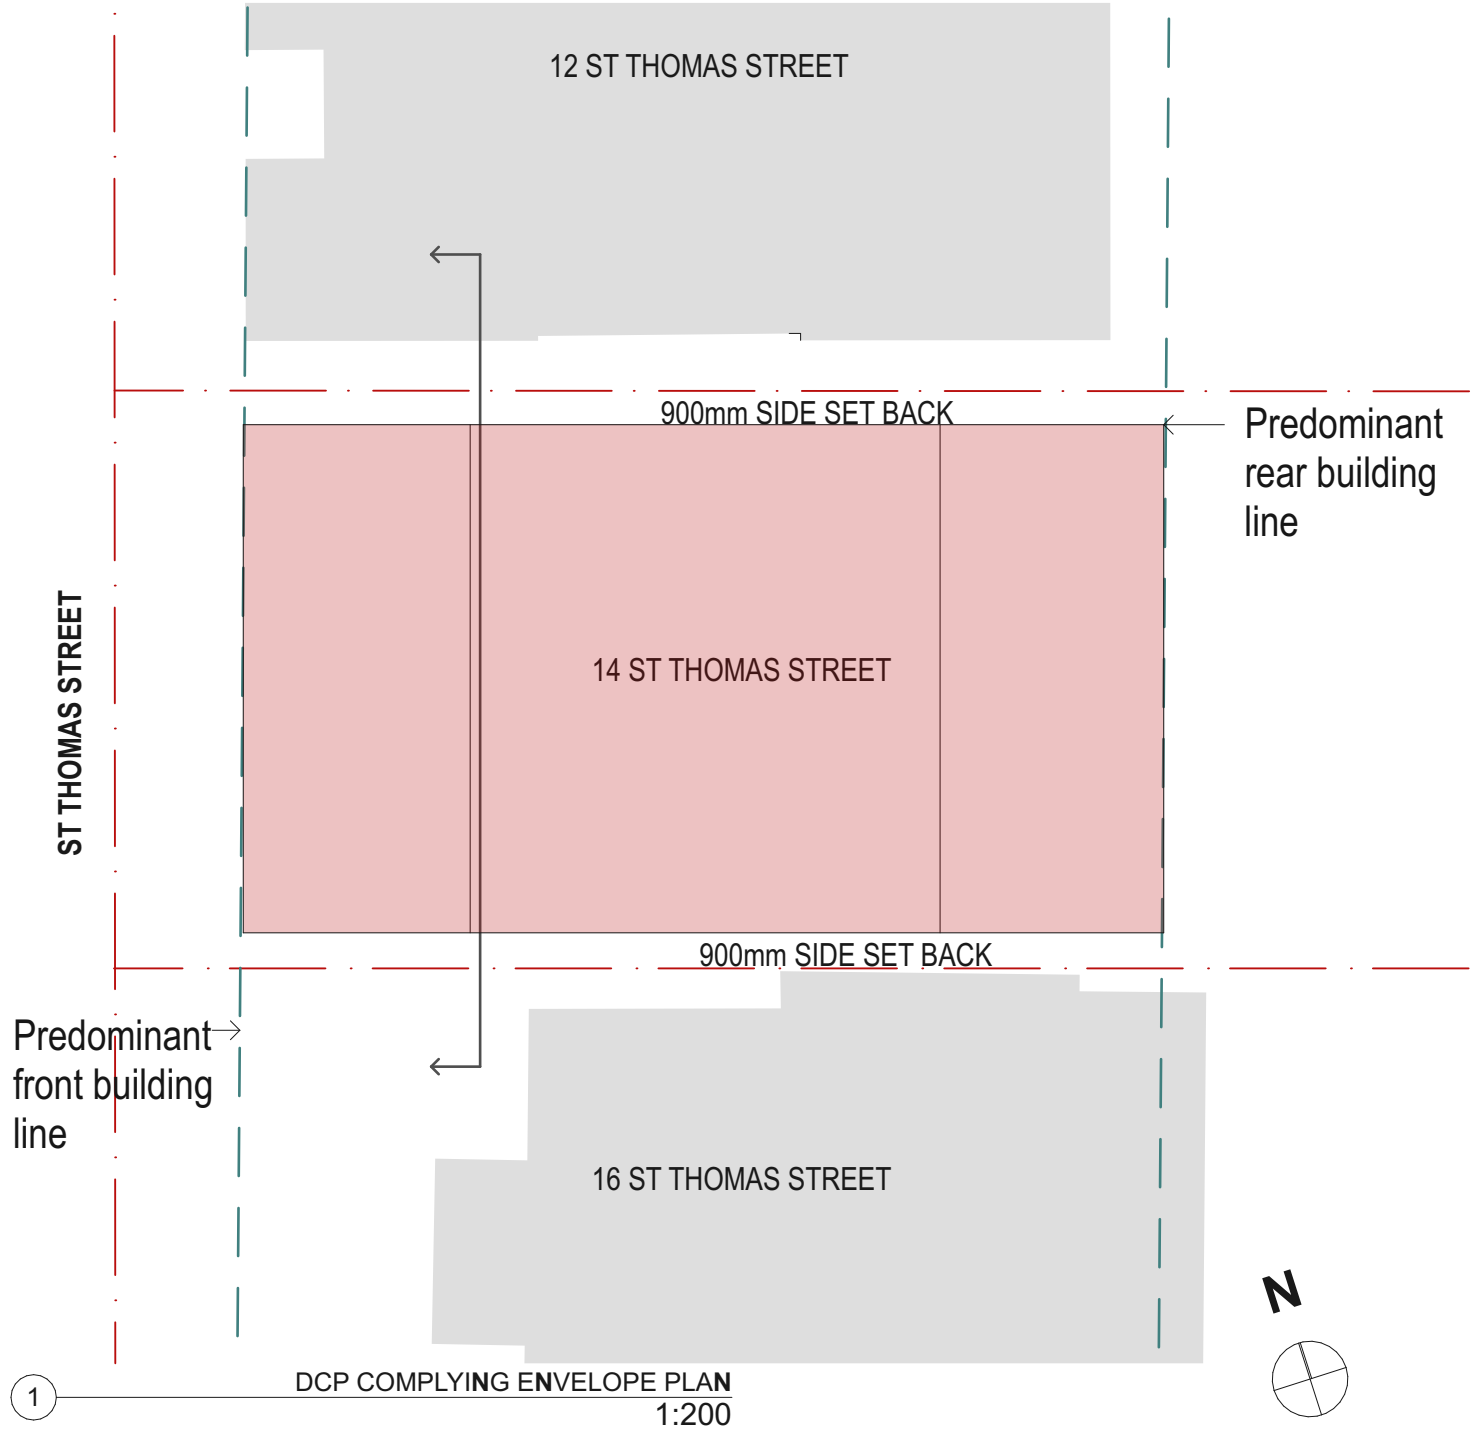 12 ST THOMAS STREET
900mm SIDE SET BACK
Predominant
rear building
line
14 ST THOMAS STREET
ST THOMAS STREET
900mm SIDE SET BACK
Predominant
front building
line
16 ST THOMAS STREET
N
1
DCP COMPLYING ENVELOPE PLAN
1:200